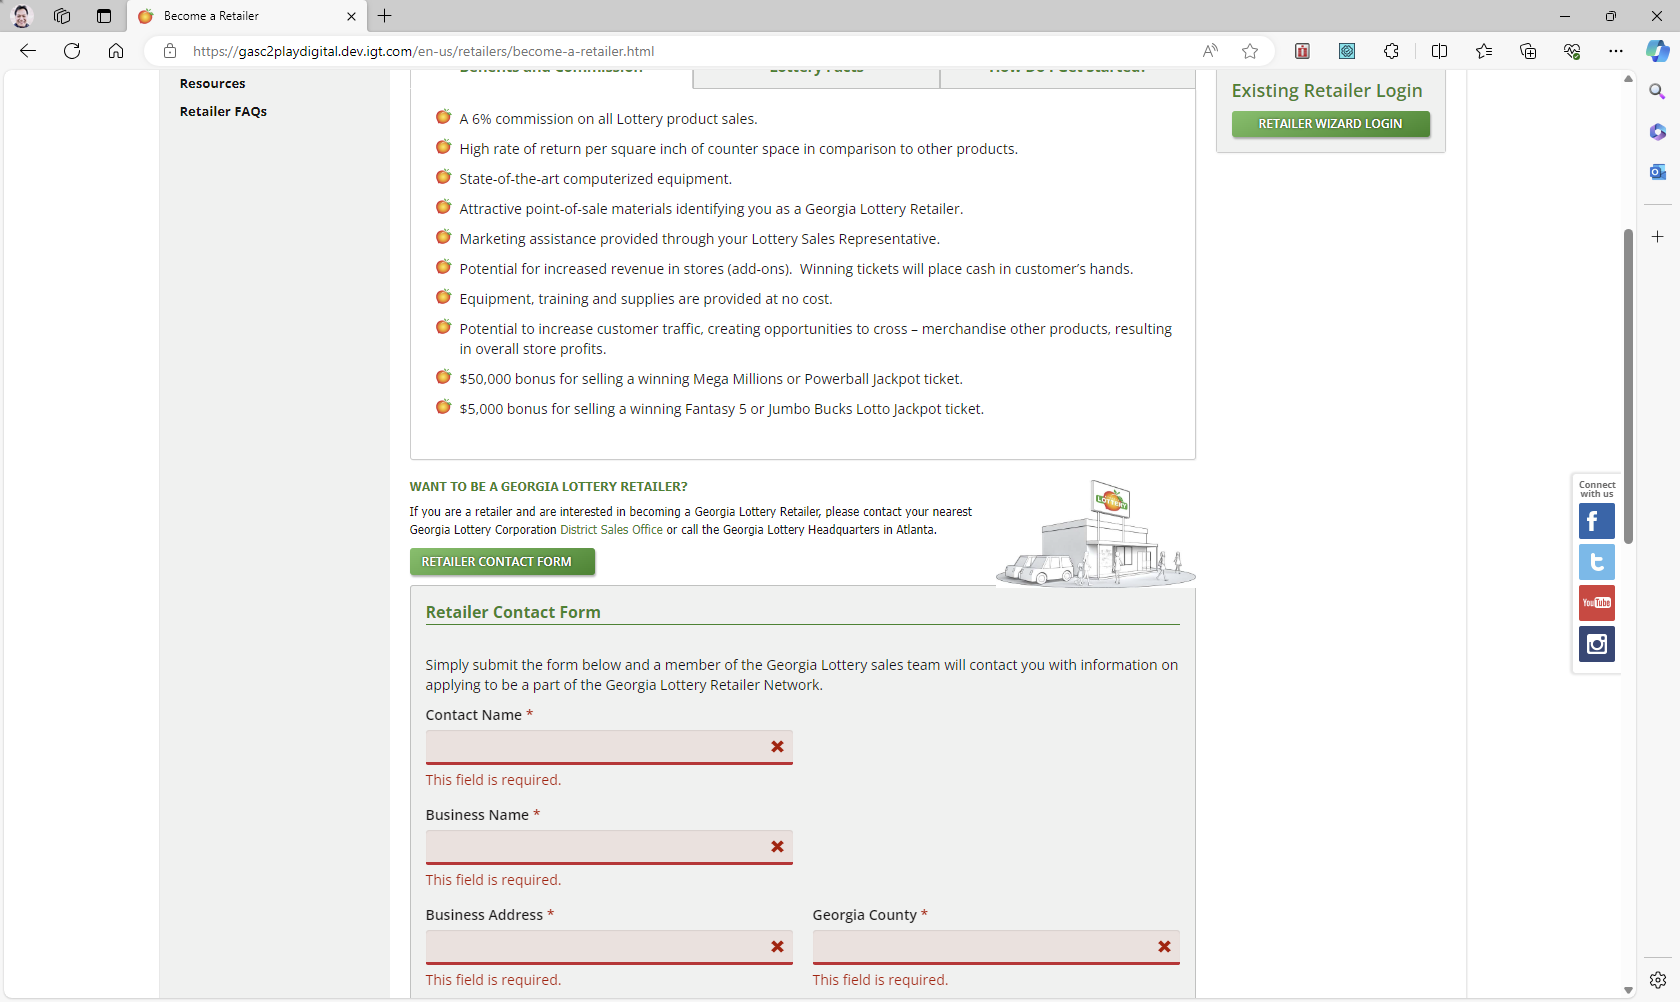 Become a Retailer
https://gasc2playdigital.dev.igt.com/en-us/retailers/become-a-retailer.html
Resources
Retailer FAQs
Benefits and Commission
Lottery Facts
How Do I Get Started?
A 6% commission on all Lottery product sales.
High rate of return per square inch of counter space in comparison to other products.
State-of-the-art computerized equipment.
Attractive point-of-sale materials identifying you as a Georgia Lottery Retailer.
Marketing assistance provided through your Lottery Sales Representative.
Potential for increased revenue in stores (add-ons).  Winning tickets will place cash in customer’s hands.
Equipment, training and supplies are provided at no cost.
Potential to increase customer traffic, creating opportunities to cross – merchandise other products, resulting
in overall store profits.
$50,000 bonus for selling a winning Mega Millions or Powerball Jackpot ticket.
$5,000 bonus for selling a winning Fantasy 5 or Jumbo Bucks Lotto Jackpot ticket.
Existing Retailer Login
RETAILER WIZARD LOGIN
WANT TO BE A GEORGIA LOTTERY RETAILER?
If you are a retailer and are interested in becoming a Georgia Lottery Retailer, please contact your nearest
Georgia Lottery Corporation District Sales Office or call the Georgia Lottery Headquarters in Atlanta.
RETAILER CONTACT FORM
LOTTERY
Retailer Contact Form
Simply submit the form below and a member of the Georgia Lottery sales team will contact you with information on
applying to be a part of the Georgia Lottery Retailer Network.
Contact Name *
This field is required.
Business Name *
This field is required.
Business Address *
Georgia County *
This field is required.
This field is required.
Connect
with us
YouTube